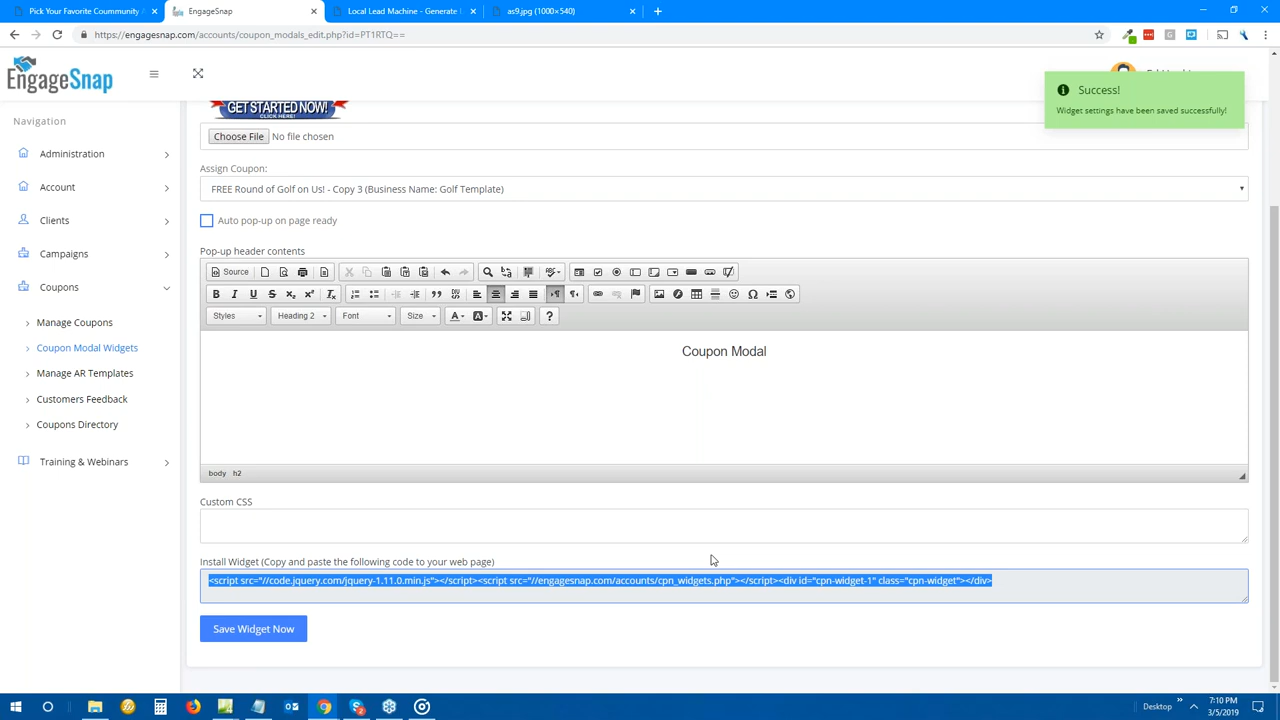 Pick Your Favorite Coummunity
EngageSnap
Local Lead Machine - Generate
as9.jpg (1000×540)
https://engagesnap.com/accounts/coupon_modals_edit.php?id=PT1RTQ==
EngageSnap
Success!
Widget settings have been saved successfully!
Navigation
Administration
Account
Clients
Campaigns
Coupons
Manage Coupons
Coupon Modal Widgets
Manage AR Templates
Customers Feedback
Coupons Directory
Training & Webinars
GET STARTED NOW!
CLICK HERE!
Choose File No file chosen
Assign Coupon:
FREE Round of Golf on Us! - Copy 3 (Business Name: Golf Template)
Auto pop-up on page ready
Pop-up header contents
Source
Styles Heading 2 Font Size
Coupon Modal
body h2
Custom CSS
Install Widget (Copy and paste the following code to your web page)
<script src="//code.jquery.com/jquery-1.11.0.min.js"></script><script src="//engagesnap.com/accounts/cpn_widgets.php"></script><div id="cpn-widget-1" class="cpn-widget"></div>
Save Widget Now
Desktop
7:10 PM
3/5/2019